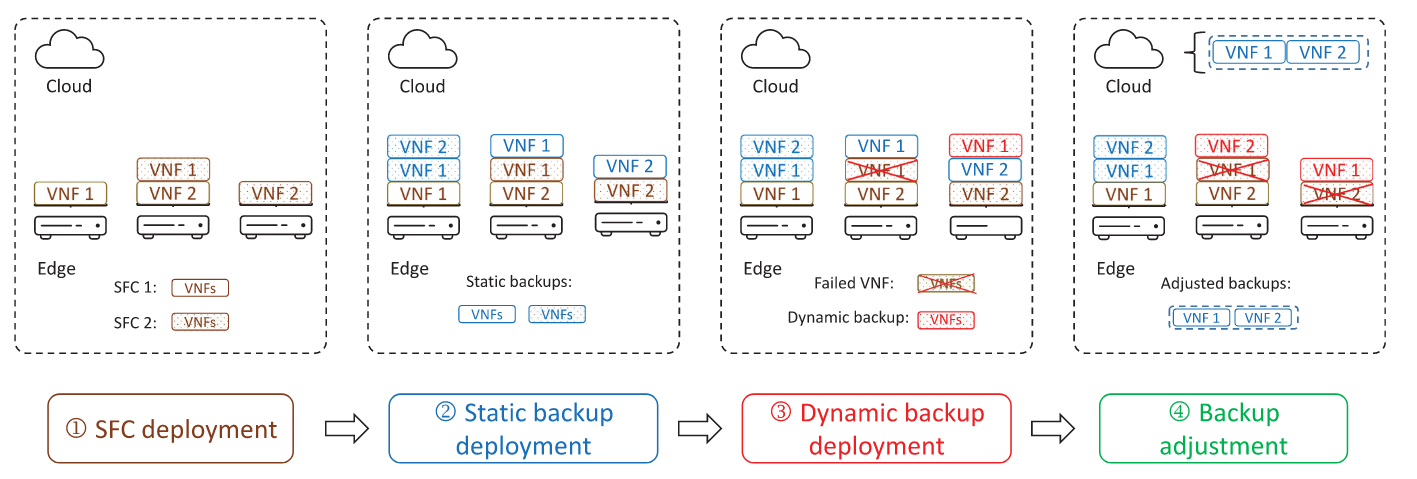 Cloud
VNF 1
VNF 1
VNF 2
VNF 2
Edge
SFC 1: VNFs
SFC 2: VNFs
Cloud
VNF 2
VNF 1
VNF 1
VNF 1
VNF 1
VNF 2
VNF 2
VNF 2
Edge
Static backups:
VNFs VNFs
Cloud
VNF 2
VNF 1
VNF 1
VNF 1
VNF 1
VNF 2
VNF 1
VNF 2
VNF 2
Edge
Failed VNF: VNFs
Dynamic backup: VNFs
Cloud
VNF 1 VNF 2
VNF 2
VNF 1
VNF 1
VNF 2
VNF 1
VNF 2
VNF 1
VNF 2
Edge
Adjusted backups:
VNF 1 VNF 2
① SFC deployment
② Static backup
deployment
③ Dynamic backup
deployment
④ Backup
adjustment